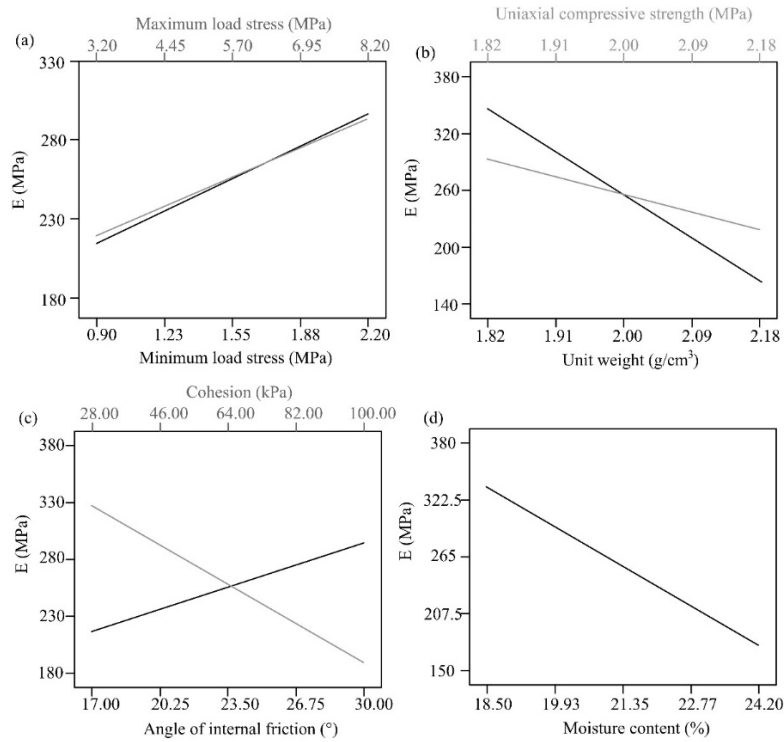 (a)
Maximum load stress (MPa)
3.20 4.45 5.70 6.95 8.20
330
280
230
180
E (MPa)
0.90 1.23 1.55 1.88 2.20
Minimum load stress (MPa)
(b)
Uniaxial compressive strength (MPa)
1.82 1.91 2.00 2.09 2.18
380
320
260
200
140
E (MPa)
1.82 1.91 2.00 2.09 2.18
Unit weight (g/cm³)
(c)
Cohesion (kPa)
28.00 46.00 64.00 82.00 100.00
380
330
280
230
180
E (MPa)
17.00 20.25 23.50 26.75 30.00
Angle of internal friction (°)
(d)
380
322.5
265
207.5
150
E (MPa)
18.50 19.93 21.35 22.77 24.20
Moisture content (%)